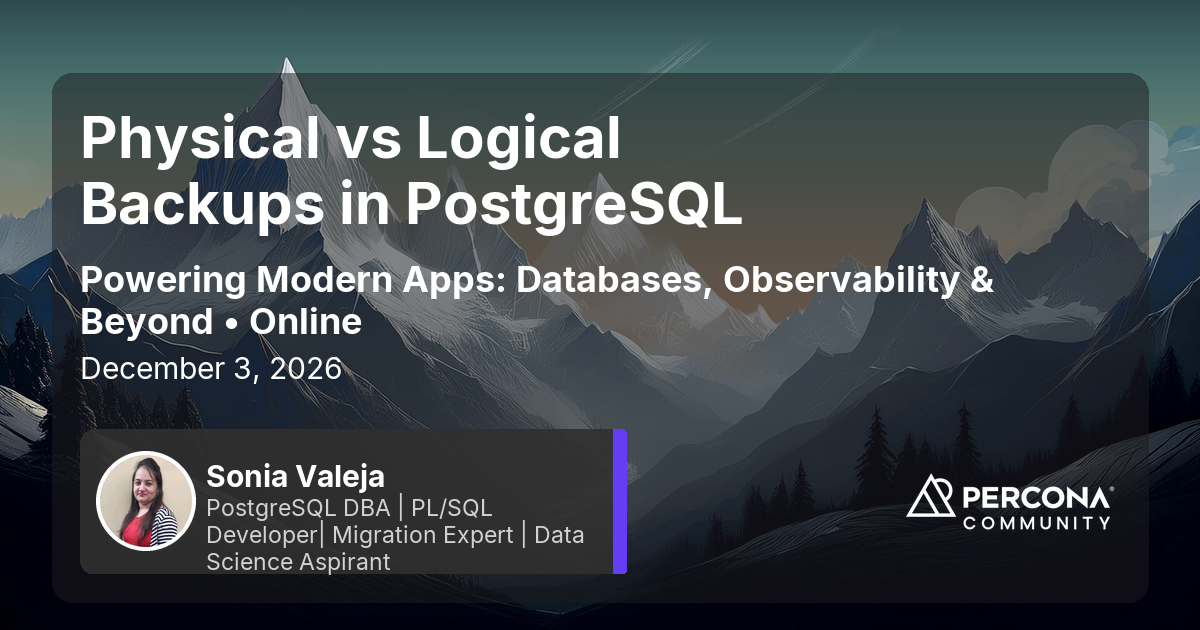 Physical vs Logical
Backups in PostgreSQL
Powering Modern Apps: Databases, Observability &
Beyond • Online
December 3, 2026
Sonia Valeja
PostgreSQL DBA | PL/SQL
Developer| Migration Expert | Data
Science Aspirant
PERCONA®
COMMUNITY